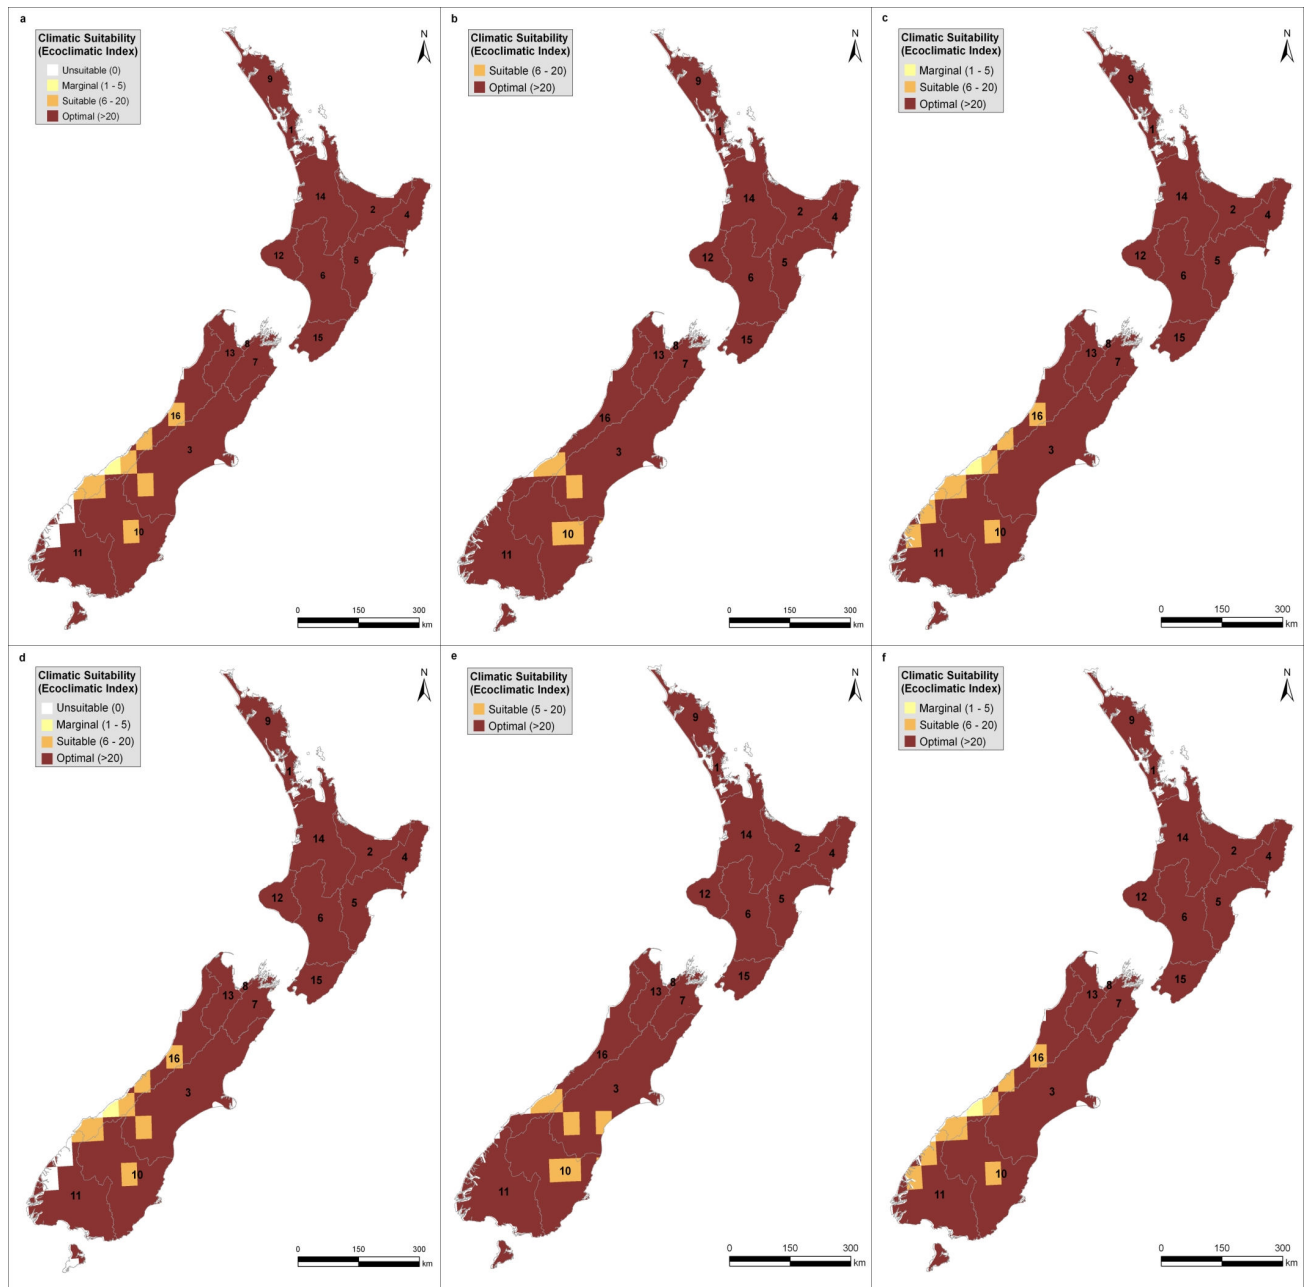 a
Climatic Suitability
(Ecoclimatic Index)
Unsuitable (0)
Marginal (1 - 5)
Suitable (6 - 20)
Optimal (>20)
N
9
1
14
2
4
12
5
6
15
8
13
7
16
3
10
11
0 150 300
km
b
Climatic Suitability
(Ecoclimatic Index)
Suitable (6 - 20)
Optimal (>20)
N
9
1
14
2
4
12
5
6
15
8
13
7
16
3
10
11
0 150 300
km
c
Climatic Suitability
(Ecoclimatic Index)
Marginal (1 - 5)
Suitable (6 - 20)
Optimal (>20)
N
9
1
14
2
4
12
5
6
15
8
13
7
16
3
10
11
0 150 300
km
d
Climatic Suitability
(Ecoclimatic Index)
Unsuitable (0)
Marginal (1 - 5)
Suitable (6 - 20)
Optimal (>20)
N
9
1
14
2
4
12
5
6
15
8
13
7
16
3
10
11
0 150 300
km
e
Climatic Suitability
(Ecoclimatic Index)
Suitable (5 - 20)
Optimal (>20)
N
9
1
14
2
4
12
5
6
15
8
13
7
16
3
10
11
0 150 300
km
f
Climatic Suitability
(Ecoclimatic Index)
Marginal (1 - 5)
Suitable (6 - 20)
Optimal (>20)
N
9
1
14
2
4
12
5
6
15
8
13
7
16
3
10
11
0 150 300
km